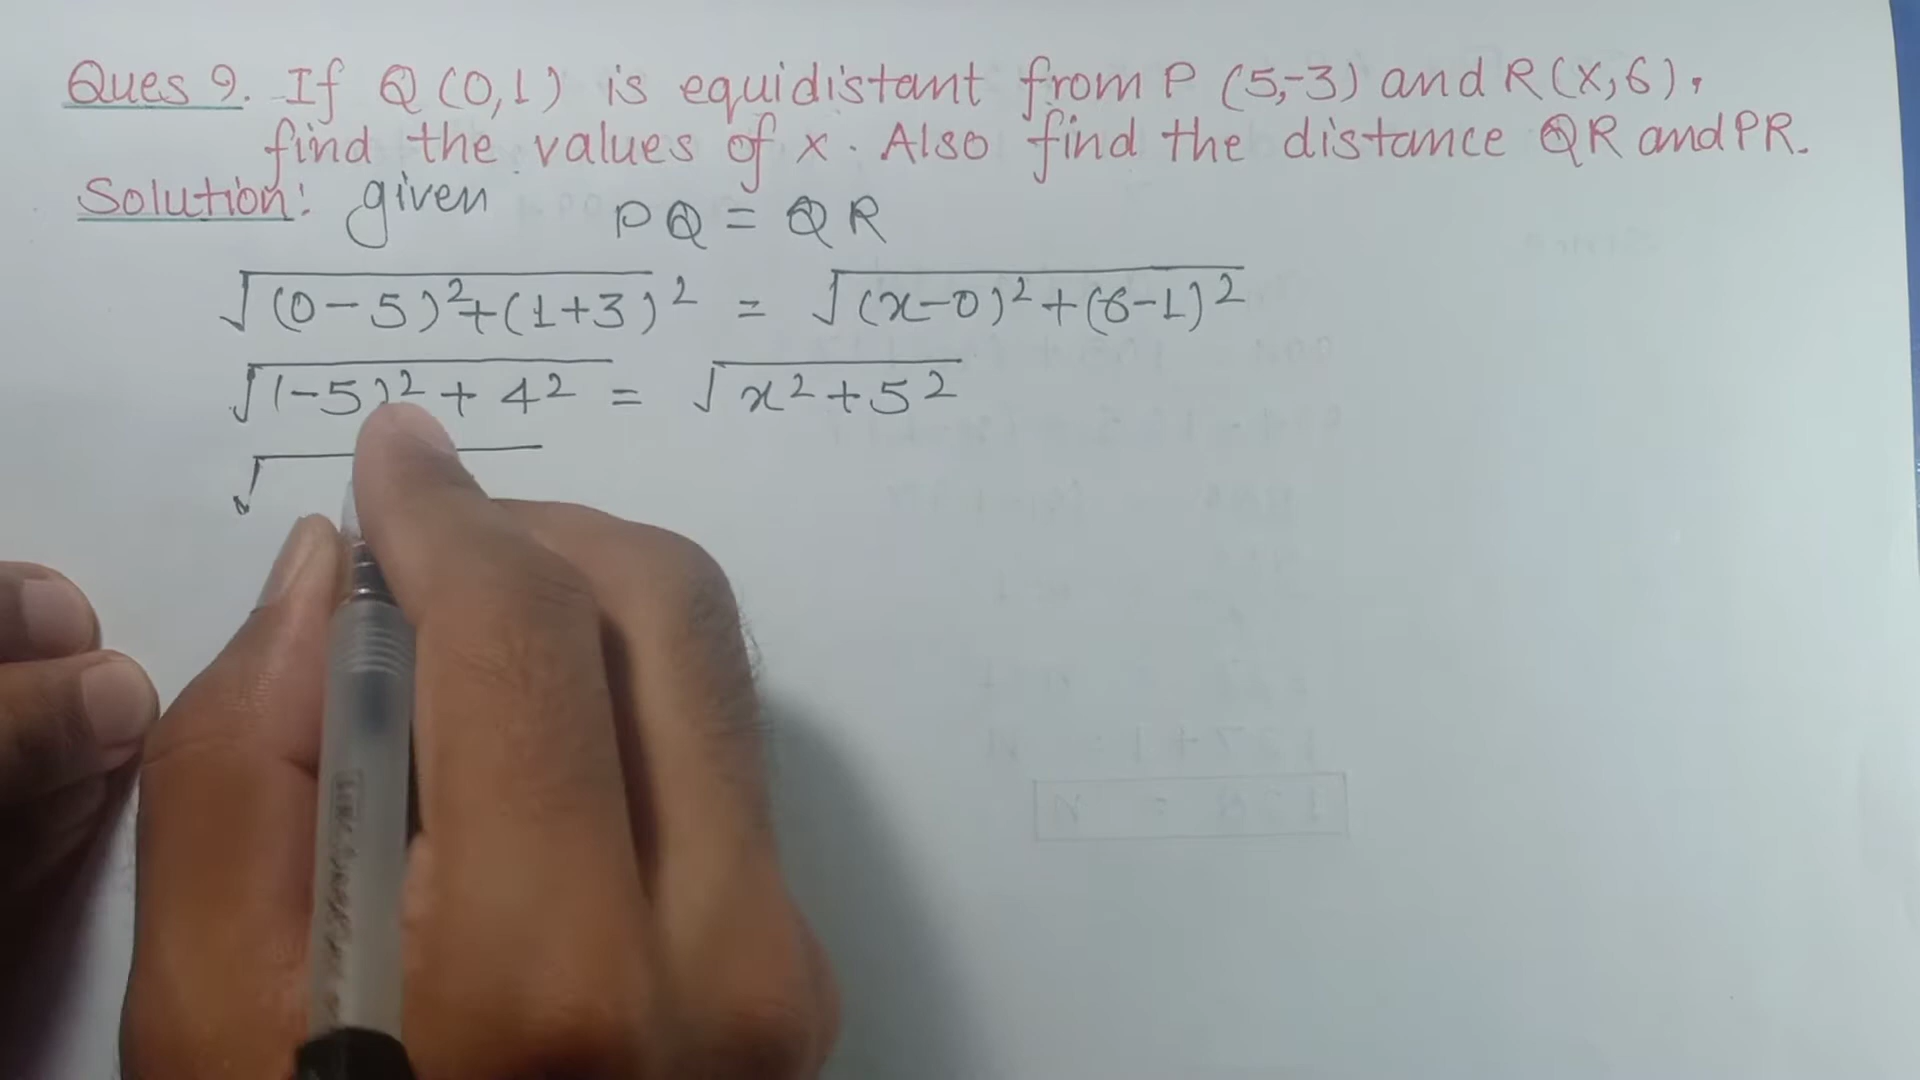 Ques 9. If Q (0,1) is equidistant from P (5,-3) and R(x,6),
find the values of x. Also find the distance QR and PR.
Solution: given PQ = QR
√(0-5)²+(1+3)² = √(x-0)²+(6-1)²
√(-5)²+4² = √x²+5²
√